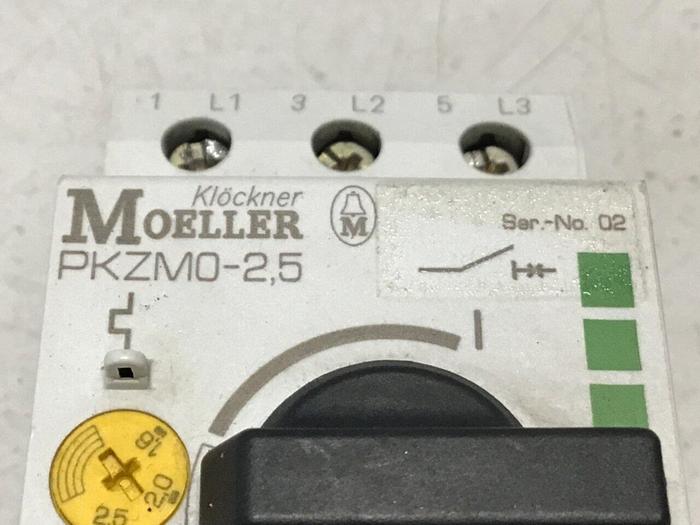 1 L1 3 L2 5 L3
Klöckner
MOELLER
M
Ser.-No. 02
PKZM0-2,5
I
1,6
2,0
2,5